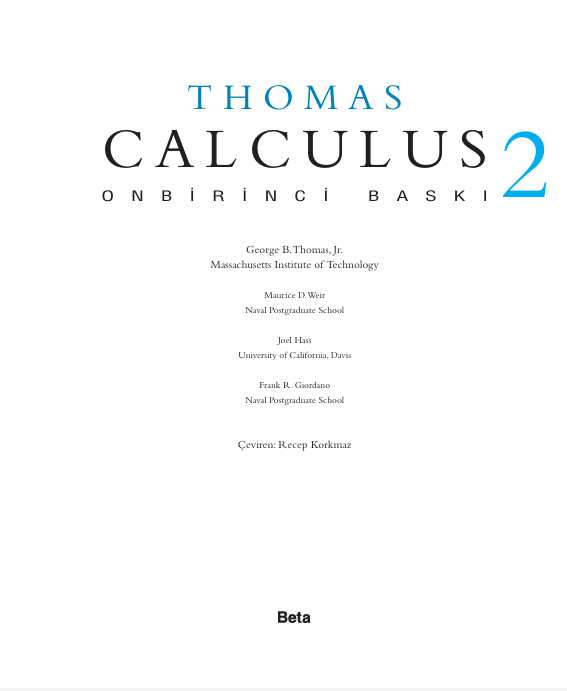 THOMAS
CALCULUS 2
ONBİRİNCİ BASKI
George B. Thomas, Jr.
Massachusetts Institute of Technology
Maurice D. Weir
Naval Postgraduate School
Joel Hass
University of California, Davis
Frank R. Giordano
Naval Postgraduate School
Çeviren: Recep Korkmaz
Beta